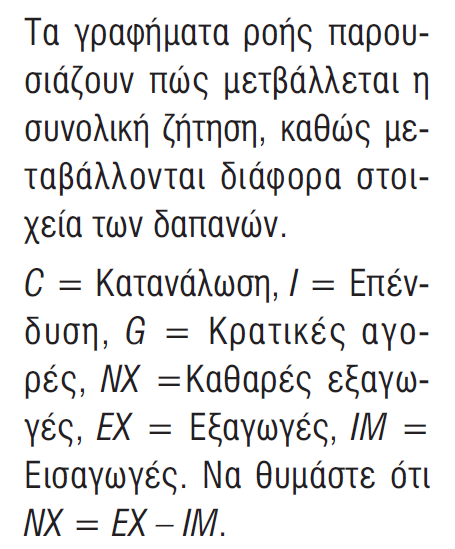 Τα γραφήματα ροής παρου-
σιάζουν πώς μετβάλλεται η
συνολική ζήτηση, καθώς με-
ταβάλλονται διάφορα στοι-
χεία των δαπανών.
C = Κατανάλωση, I = Επέν-
δυση, G = Κρατικές αγο-
ρές, NX =Καθαρές εξαγω-
γές, EX = Εξαγωγές, IM =
Εισαγωγές. Να θυμάστε ότι
NX = EX – IM.